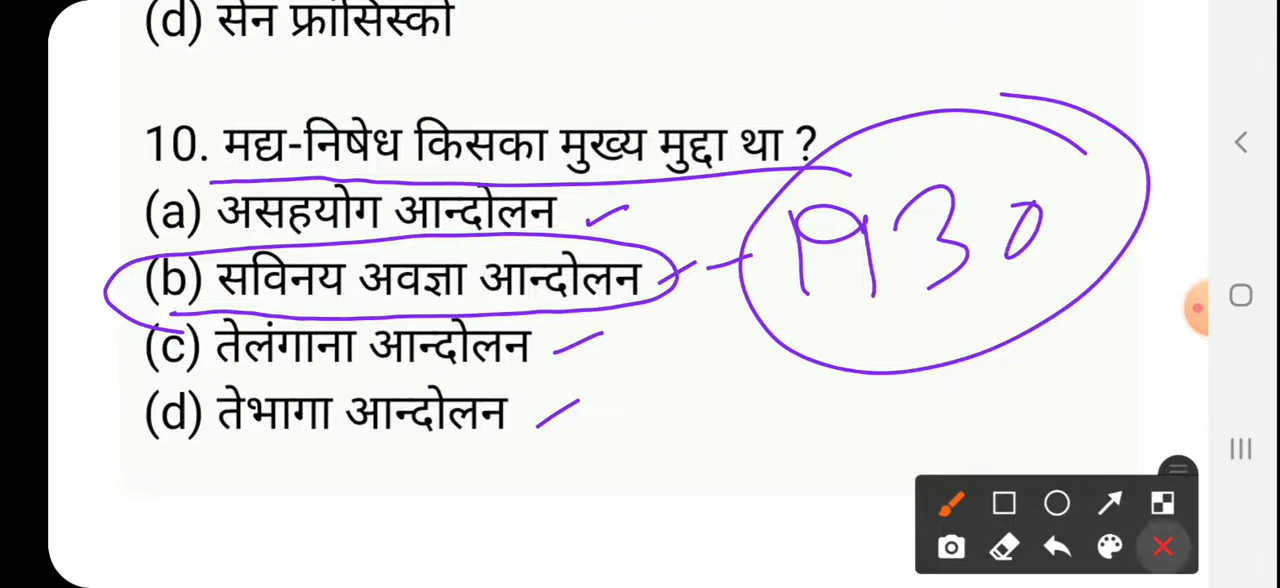 (d) सेन फ्रांसिस्को
10. मद्य-निषेध किसका मुख्य मुद्दा था ?
(a) असहयोग आन्दोलन
(b) सविनय अवज्ञा आन्दोलन
1930
(c) तेलंगाना आन्दोलन
(d) तेभागा आन्दोलन